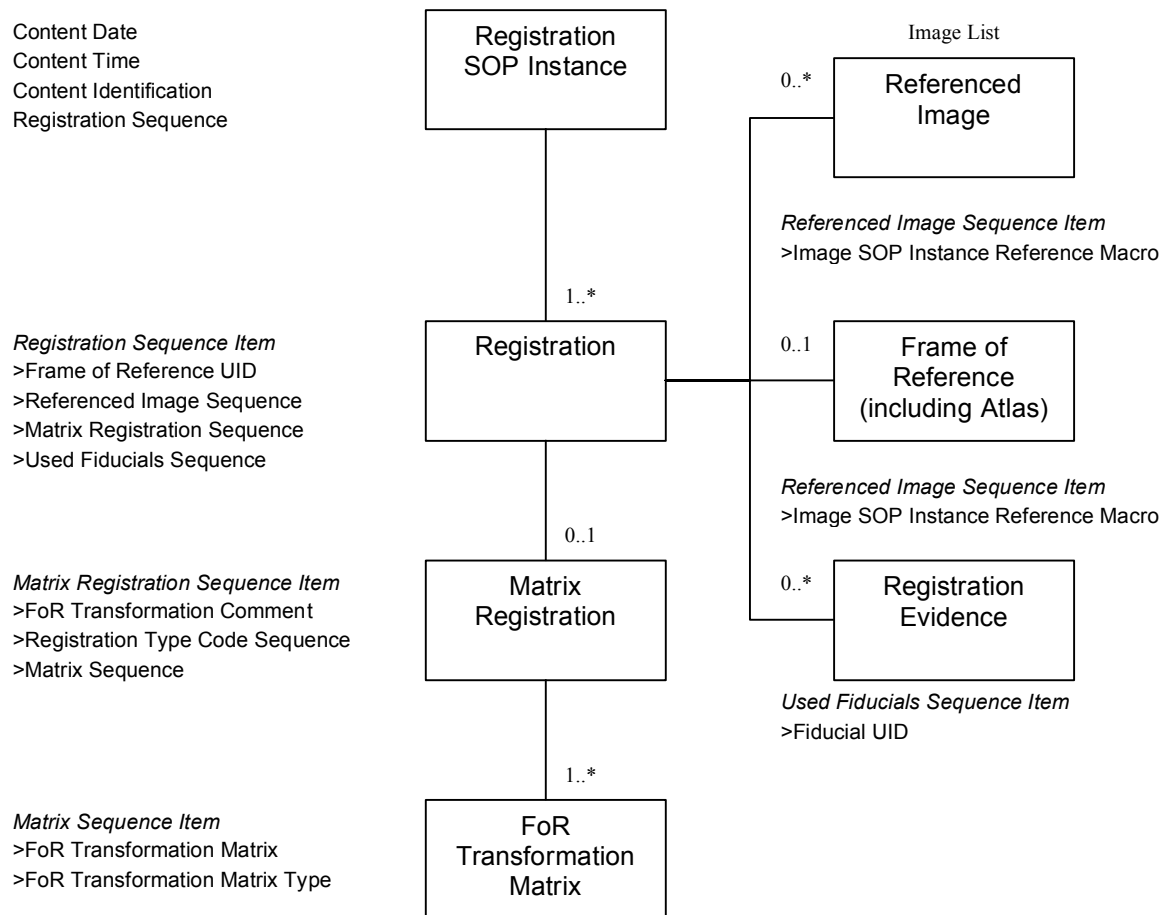 Content Date
Content Time
Content Identification
Registration Sequence
Registration
SOP Instance
Image List
0..*
Referenced
Image
Referenced Image Sequence Item
>Image SOP Instance Reference Macro
1..*
Registration Sequence Item
>Frame of Reference UID
>Referenced Image Sequence
>Matrix Registration Sequence
>Used Fiducials Sequence
Registration
0..1
Frame of
Reference
(including Atlas)
Referenced Image Sequence Item
>Image SOP Instance Reference Macro
0..1
Matrix Registration Sequence Item
>FoR Transformation Comment
>Registration Type Code Sequence
>Matrix Sequence
Matrix
Registration
0..*
Registration
Evidence
Used Fiducials Sequence Item
>Fiducial UID
1..*
Matrix Sequence Item
>FoR Transformation Matrix
>FoR Transformation Matrix Type
FoR
Transformation
Matrix